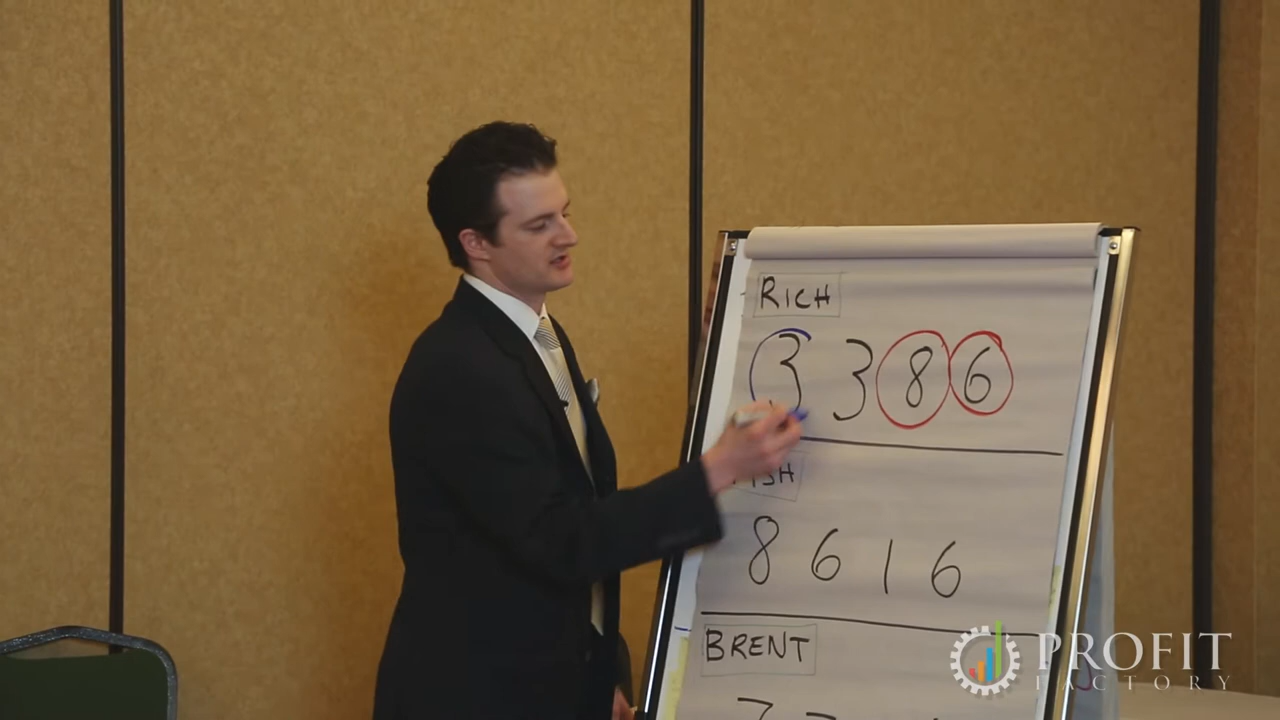 RICH
3 3 8 6
8 6 1 6
BRENT
PROFIT
FACTORY